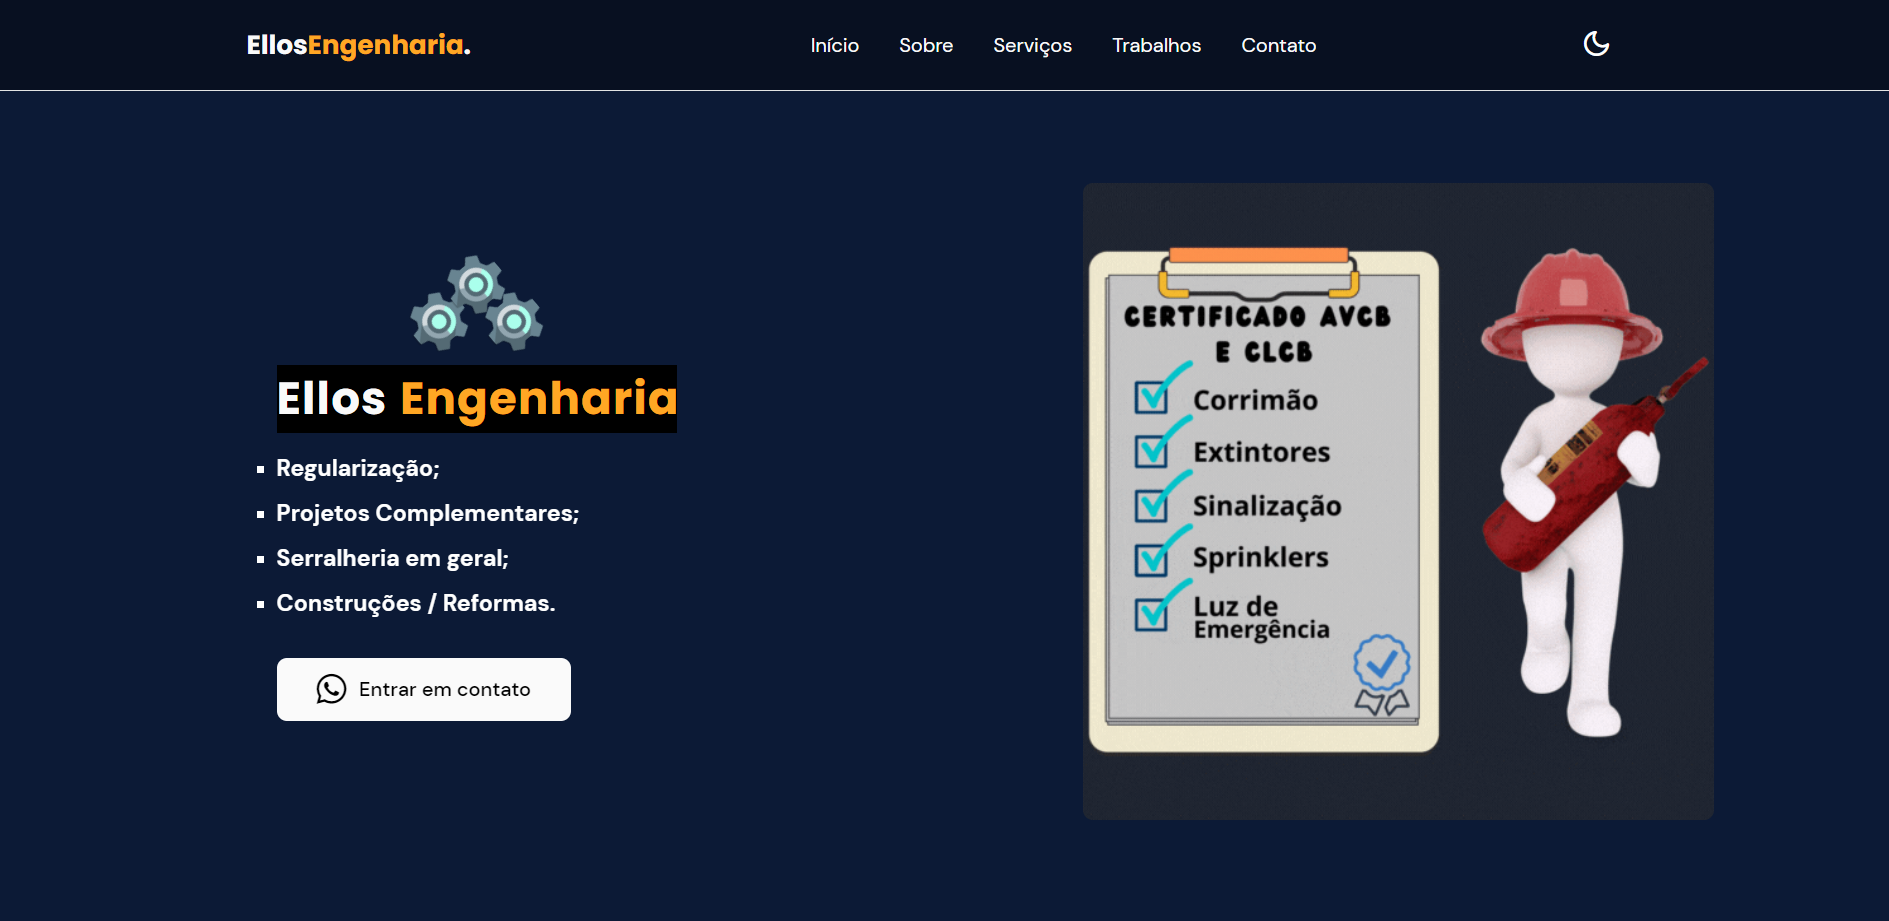 EllosEngenharia.
Início Sobre Serviços Trabalhos Contato
Ellos Engenharia
Regularização;
Projetos Complementares;
Serralheria em geral;
Construções / Reformas.
Entrar em contato
CERTIFICADO AVCB
E CLCB
Corrimão
Extintores
Sinalização
Sprinklers
Luz de
Emergência